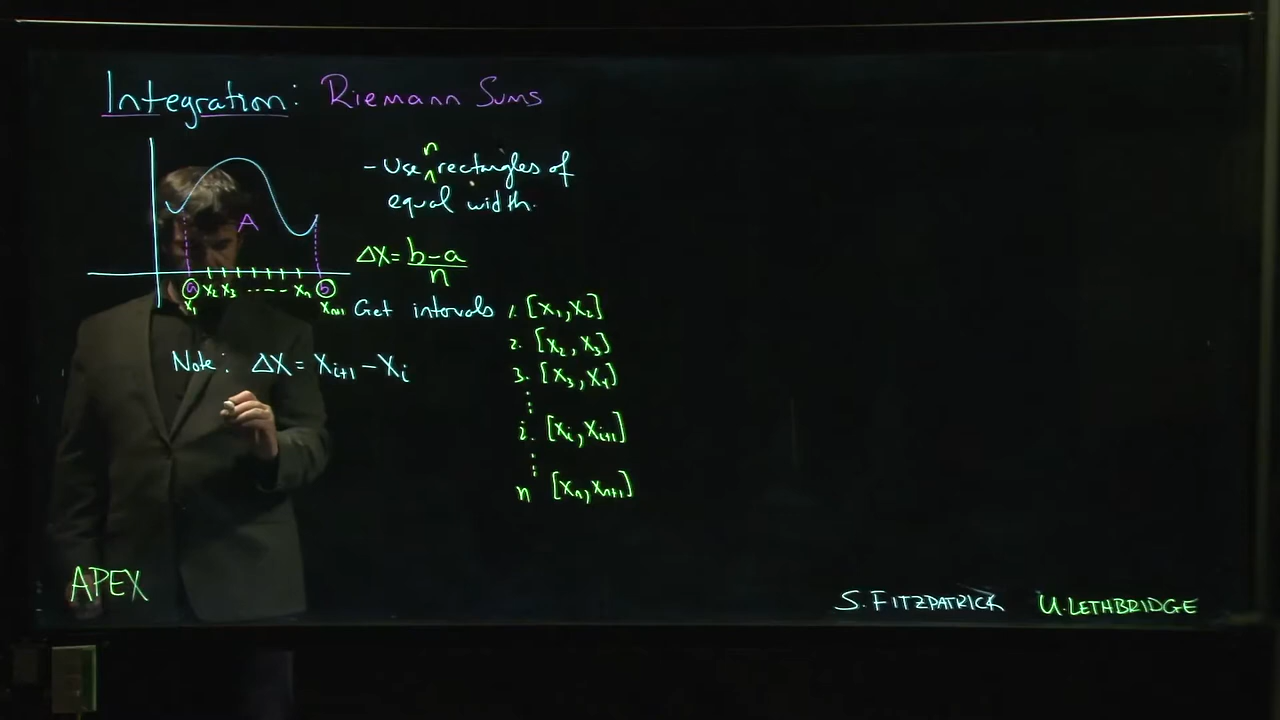 Integration: Riemann Sums
- Use n rectangles of
equal width.
A
Δx = b-a/n
a x₂ x₃ ----- xₙ b
x₁ xₙ₊₁
Get intervals 1. [x₁, x₂]
2. [x₂, x₃]
3. [x₃, x₄]
⋮
i. [xᵢ, xᵢ₊₁]
⋮
n [xₙ, xₙ₊₁]
Note: Δx = xᵢ₊₁ - xᵢ
APEX
S. FITZPATRICK U. LETHBRIDGE